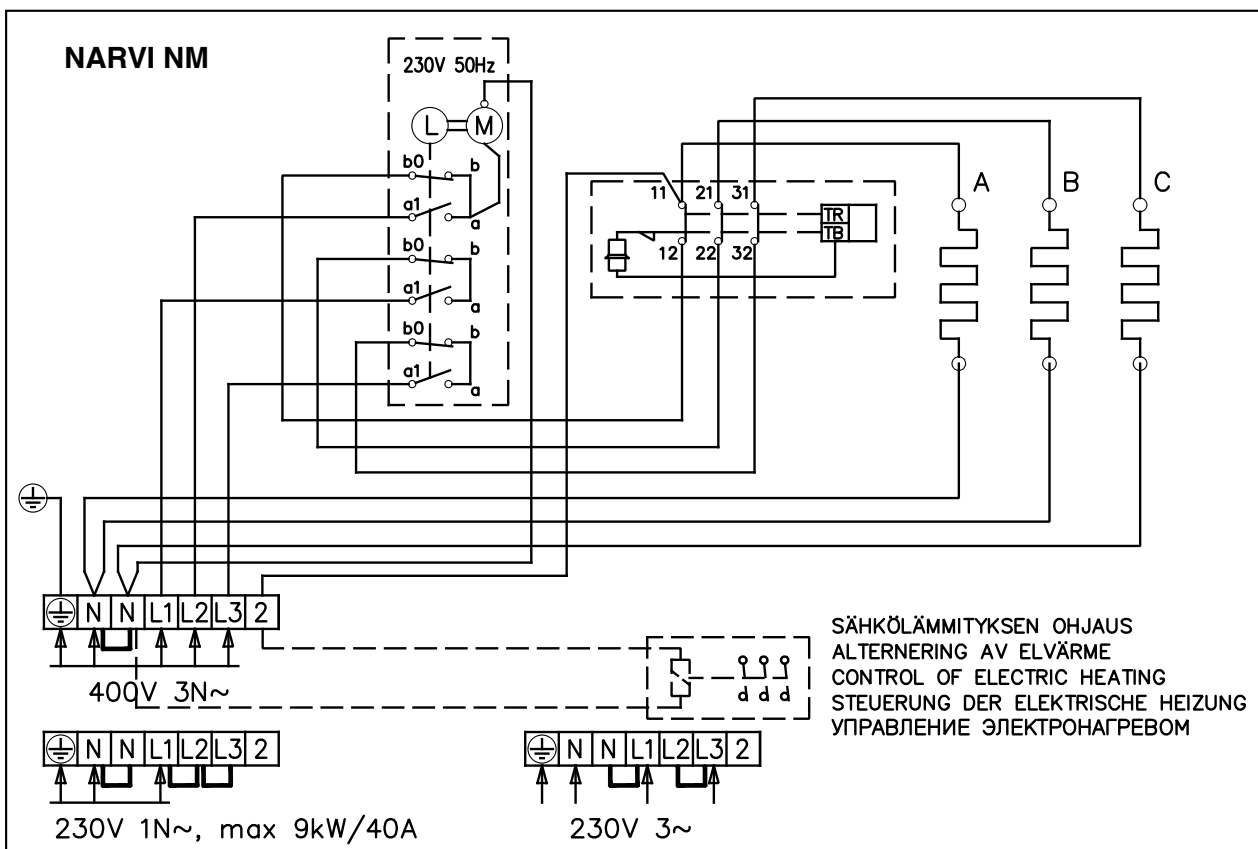 NARVI NM
230V 50Hz
L M
b0 b
a1 a
b0 b
a1 a
b0 b
a1 a
11 21 31
TR
TB
12 22 32
A B C
N N L1 L2 L3 2
400V 3N~
d d d
SÄHKÖLÄMMITYKSEN OHJAUS
ALTERNERING AV ELVÄRME
CONTROL OF ELECTRIC HEATING
STEUERUNG DER ELEKTRISCHE HEIZUNG
УПРАВЛЕНИЕ ЭЛЕКТРОНАГРЕВОМ
N N L1 L2 L3 2
230V 1N~, max 9kW/40A
N N L1 L2 L3 2
230V 3~